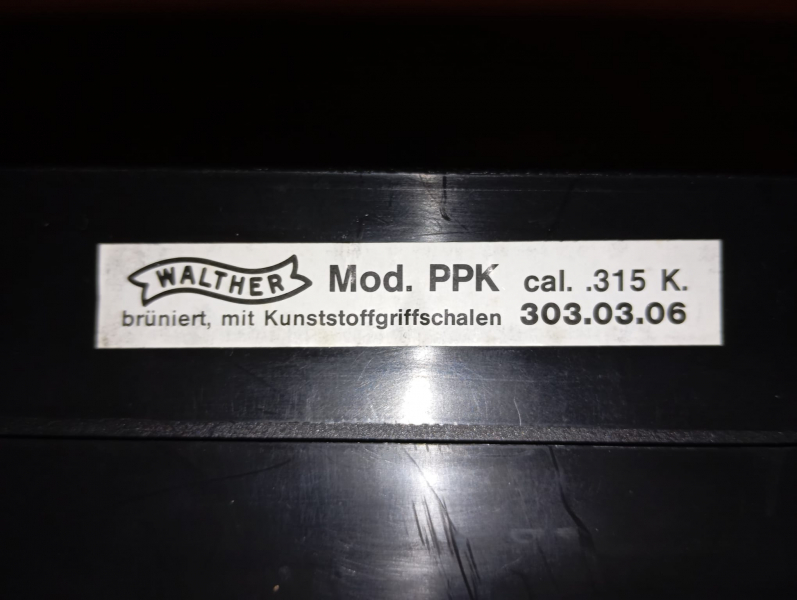 WALTHER Mod. PPK cal. .315 K.
brüniert, mit Kunststoffgriffschalen 303.03.06